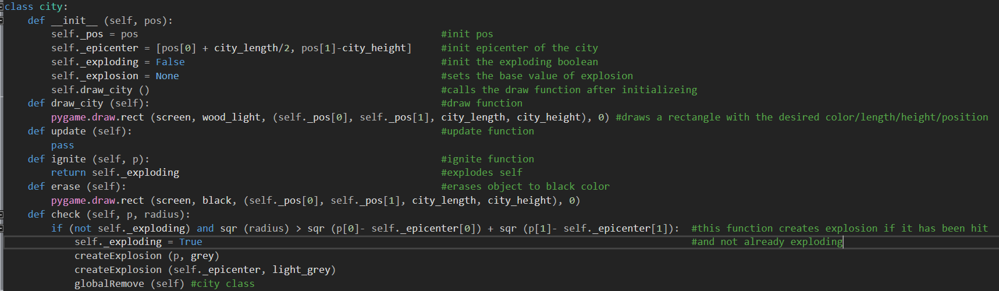 class city:
    def __init__ (self, pos):
        self._pos = pos                                                    #init pos
        self._epicenter = [pos[0] + city_length/2, pos[1]-city_height]     #init epicenter of the city
        self._exploding = False                                            #init the exploding boolean
        self._explosion = None                                             #sets the base value of explosion
        self.draw_city ()                                                  #calls the draw function after initializeing
    def draw_city (self):                                                  #draw function
        pygame.draw.rect (screen, wood_light, (self._pos[0], self._pos[1], city_length, city_height), 0) #draws a rectangle with the desired color/length/height/position
    def update (self):                                                     #update function
        pass
    def ignite (self, p):                                                  #ignite function
        return self._exploding                                             #explodes self
    def erase (self):                                                      #erases object to black color
        pygame.draw.rect (screen, black, (self._pos[0], self._pos[1], city_length, city_height), 0)
    def check (self, p, radius):
        if (not self._exploding) and sqr (radius) > sqr (p[0]- self._epicenter[0]) + sqr (p[1]- self._epicenter[1]):  #this function creates explosion if it has been hit
            self._exploding = True                                                                                    #and not already exploding
            createExplosion (p, grey)
            createExplosion (self._epicenter, light_grey)
            globalRemove (self) #city class